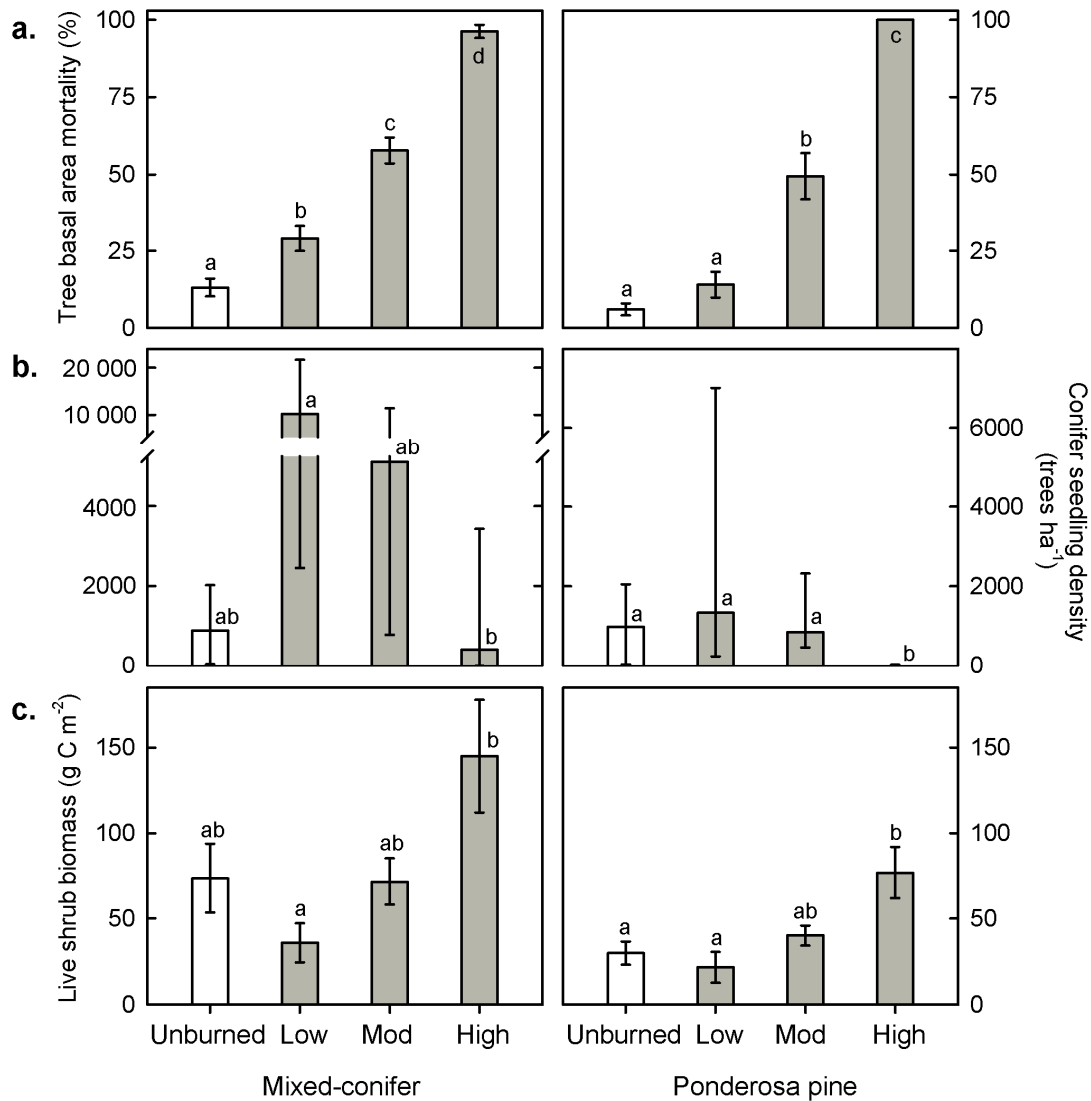 a.
Tree basal area mortality (%)
100
75
50
25
0
a
b
c
d
a
a
b
c
100
75
50
25
0
b.
20 000
10 000
4000
2000
0
ab
a
ab
b
a
a
a
b
6000
4000
2000
0
Conifer seedling density
(trees ha-1)
c.
Live shrub biomass (g C m-2)
150
100
50
0
ab
a
ab
b
a
a
ab
b
150
100
50
0
Unburned Low Mod High
Unburned Low Mod High
Mixed-conifer
Ponderosa pine